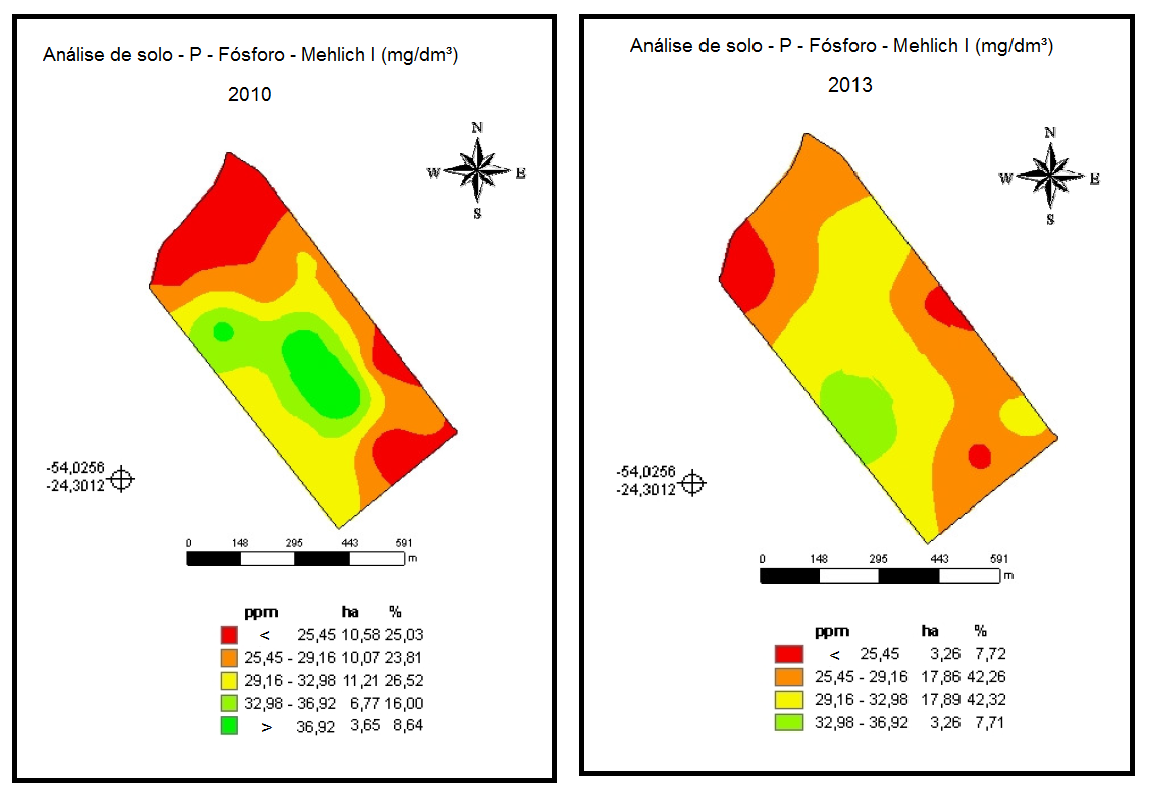 Análise de solo - P - Fósforo - Mehlich I (mg/dm³)
2010
N
W E
S
-54,0256
-24,3012
0 148 295 443 591
m
ppm ha %
< 25,45 10,58 25,03
25,45 - 29,16 10,07 23,81
29,16 - 32,98 11,21 26,52
32,98 - 36,92 6,77 16,00
> 36,92 3,65 8,64
Análise de solo - P - Fósforo - Mehlich I (mg/dm³)
2013
N
W E
S
-54,0256
-24,3012
0 148 295 443 591
m
ppm ha %
< 25,45 3,26 7,72
25,45 - 29,16 17,86 42,26
29,16 - 32,98 17,89 42,32
32,98 - 36,92 3,26 7,71